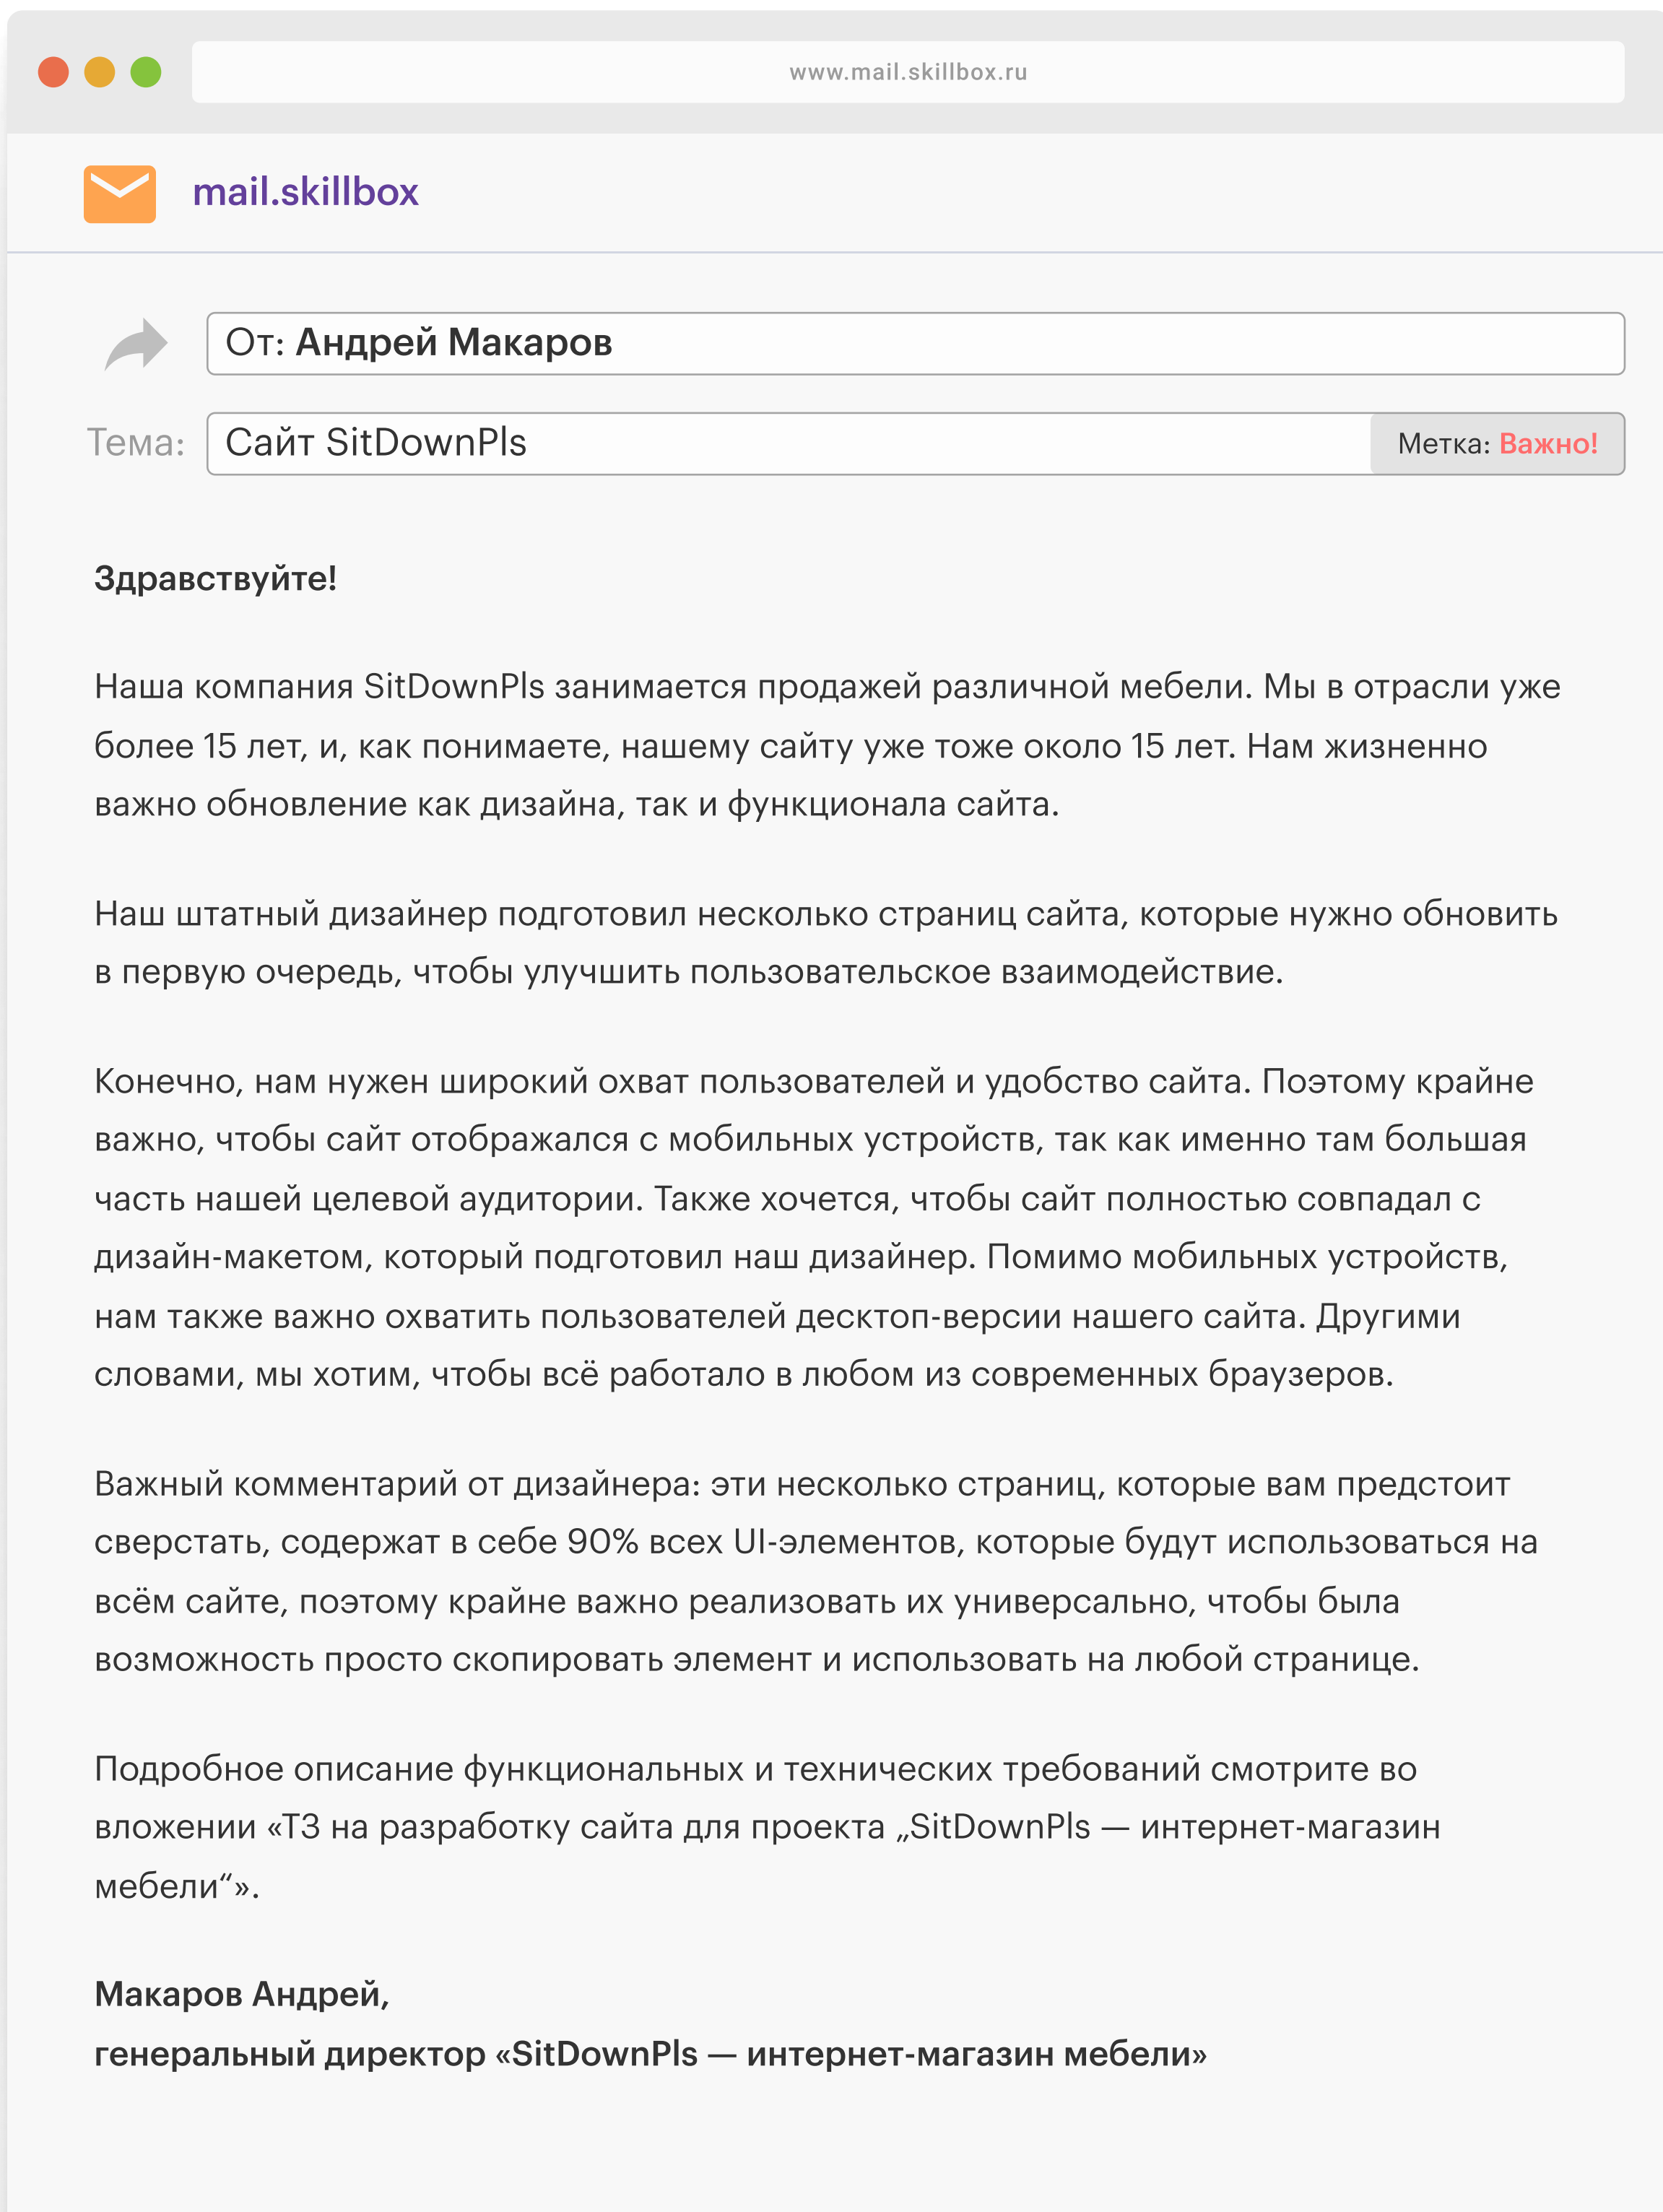 www.mail.skillbox.ru
mail.skillbox
От: Андрей Макаров
Тема: Сайт SitDownPls Метка: Важно!
Здравствуйте!
Наша компания SitDownPls занимается продажей различной мебели. Мы в отрасли уже
более 15 лет, и, как понимаете, нашему сайту уже тоже около 15 лет. Нам жизненно
важно обновление как дизайна, так и функционала сайта.
Наш штатный дизайнер подготовил несколько страниц сайта, которые нужно обновить
в первую очередь, чтобы улучшить пользовательское взаимодействие.
Конечно, нам нужен широкий охват пользователей и удобство сайта. Поэтому крайне
важно, чтобы сайт отображался с мобильных устройств, так как именно там большая
часть нашей целевой аудитории. Также хочется, чтобы сайт полностью совпадал с
дизайн-макетом, который подготовил наш дизайнер. Помимо мобильных устройств,
нам также важно охватить пользователей десктоп-версии нашего сайта. Другими
словами, мы хотим, чтобы всё работало в любом из современных браузеров.
Важный комментарий от дизайнера: эти несколько страниц, которые вам предстоит
сверстать, содержат в себе 90% всех UI-элементов, которые будут использоваться на
всём сайте, поэтому крайне важно реализовать их универсально, чтобы была
возможность просто скопировать элемент и использовать на любой странице.
Подробное описание функциональных и технических требований смотрите во
вложении «ТЗ на разработку сайта для проекта „SitDownPls — интернет-магазин
мебели“».
Макаров Андрей,
генеральный директор «SitDownPls — интернет-магазин мебели»